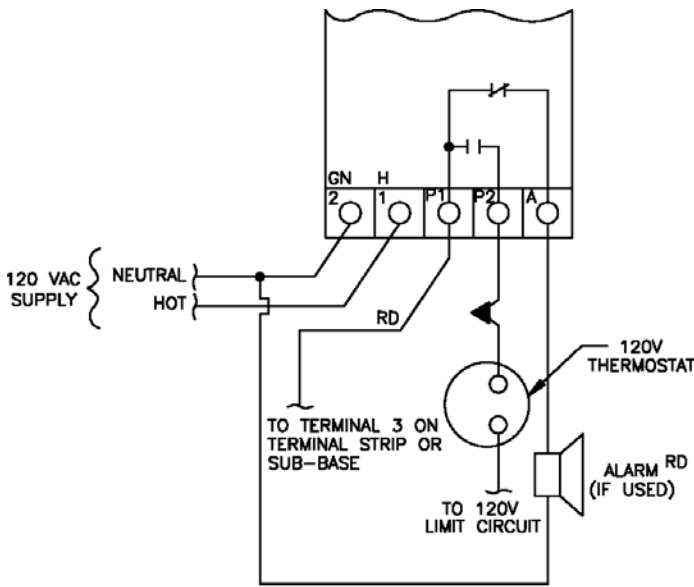 GN H
2 1 P1 P2 A
120 VAC
SUPPLY
NEUTRAL
HOT
RD
120V
THERMOSTAT
TO TERMINAL 3 ON
TERMINAL STRIP OR
SUB-BASE
TO 120V
LIMIT CIRCUIT
ALARM RD
(IF USED)